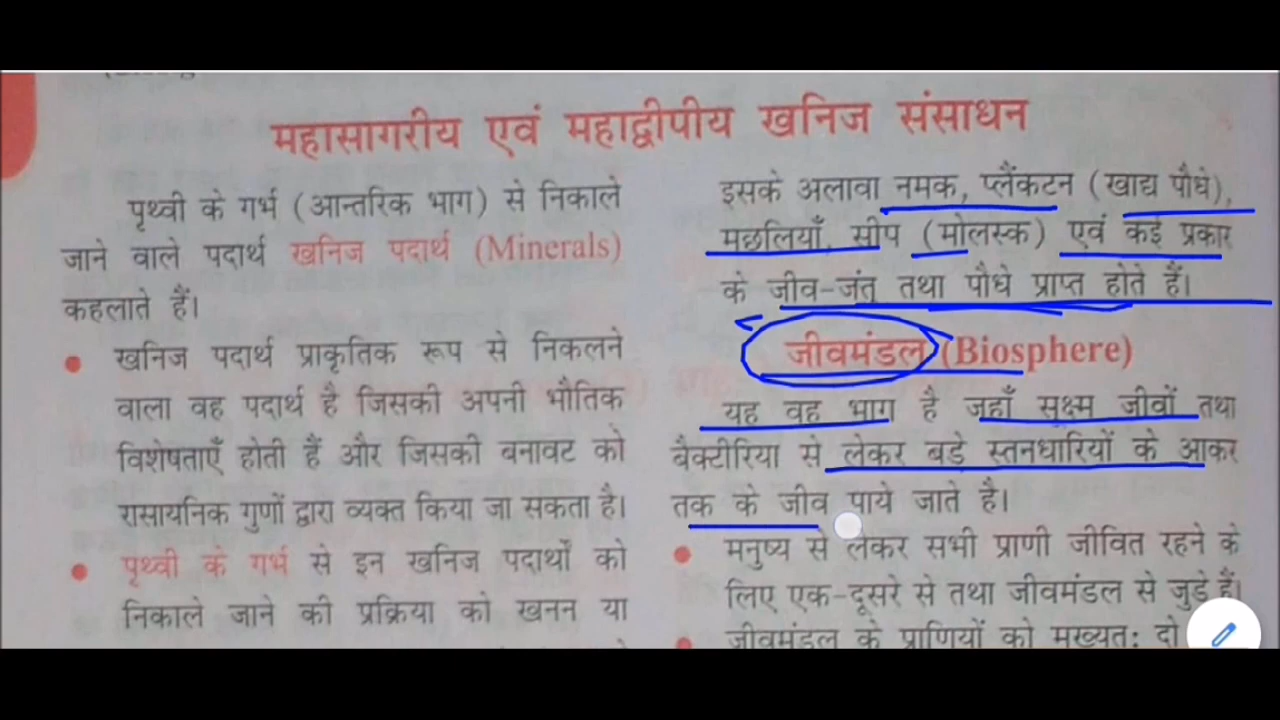 महासागरीय एवं महाद्वीपीय खनिज संसाधन
पृथ्वी के गर्भ (आन्तरिक भाग) से निकाले
जाने वाले पदार्थ खनिज पदार्थ (Minerals)
कहलाते हैं।
● खनिज पदार्थ प्राकृतिक रूप से निकलने
वाला वह पदार्थ है जिसकी अपनी भौतिक
विशेषताएँ होती हैं और जिसकी बनावट को
रासायनिक गुणों द्वारा व्यक्त किया जा सकता है।
● पृथ्वी के गर्भ से इन खनिज पदार्थों को
निकाले जाने की प्रक्रिया को खनन या
इसके अलावा नमक, प्लैंकटन (खाद्य पौधे),
मछलियाँ, सीप (मोलस्क) एवं कई प्रकार
के जीव-जंतु तथा पौधे प्राप्त होते हैं।
जीवमंडल (Biosphere)
यह वह भाग है जहाँ सूक्ष्म जीवों तथा
बैक्टीरिया से लेकर बडे स्तनधारियों के आकर
तक के जीव पाये जाते है।
● मनुष्य से लेकर सभी प्राणी जीवित रहने के
लिए एक-दूसरे से तथा जीवमंडल से जुडे हैं।
● जीवमंडल के प्राणियों को मुख्यत: दो